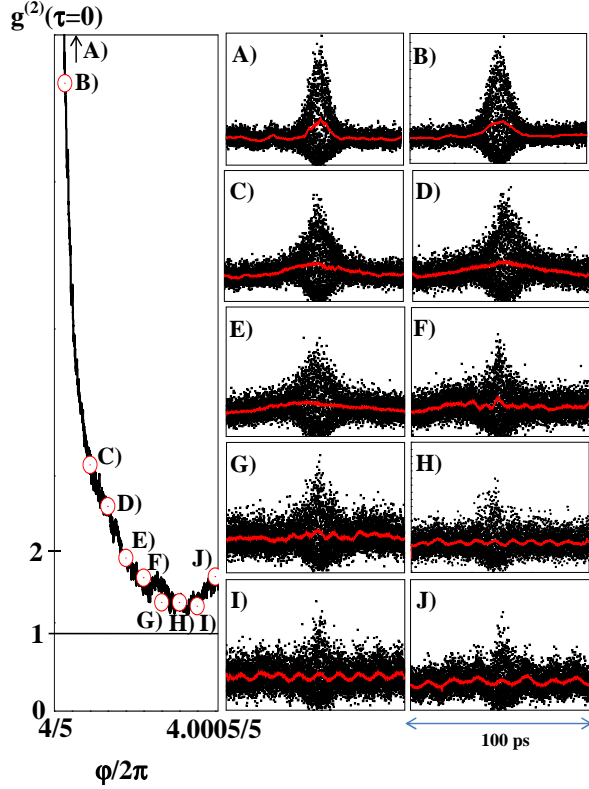 g(2)(τ=0)
A)
B)
C)
D)
E)
F)
J)
G)
H)
I)
2
1
0
4/5
4.0005/5
φ/2π
A)
B)
C)
D)
E)
F)
G)
H)
I)
J)
100 ps